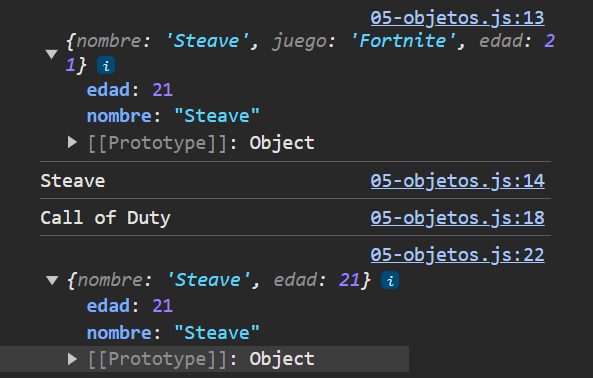 05-objetos.js:13
{nombre: 'Steave', juego: 'Fortnite', edad: 2
1} i
edad: 21
nombre: "Steave"
[[Prototype]]: Object
Steave 05-objetos.js:14
Call of Duty 05-objetos.js:18
05-objetos.js:22
{nombre: 'Steave', edad: 21} i
edad: 21
nombre: "Steave"
[[Prototype]]: Object